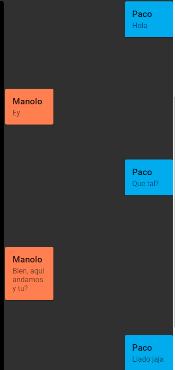 Paco
Hola
Manolo
Ey
Paco
Que tal?
Manolo
Bien, aqui
andamos
y tu?
Paco
Liado jaja